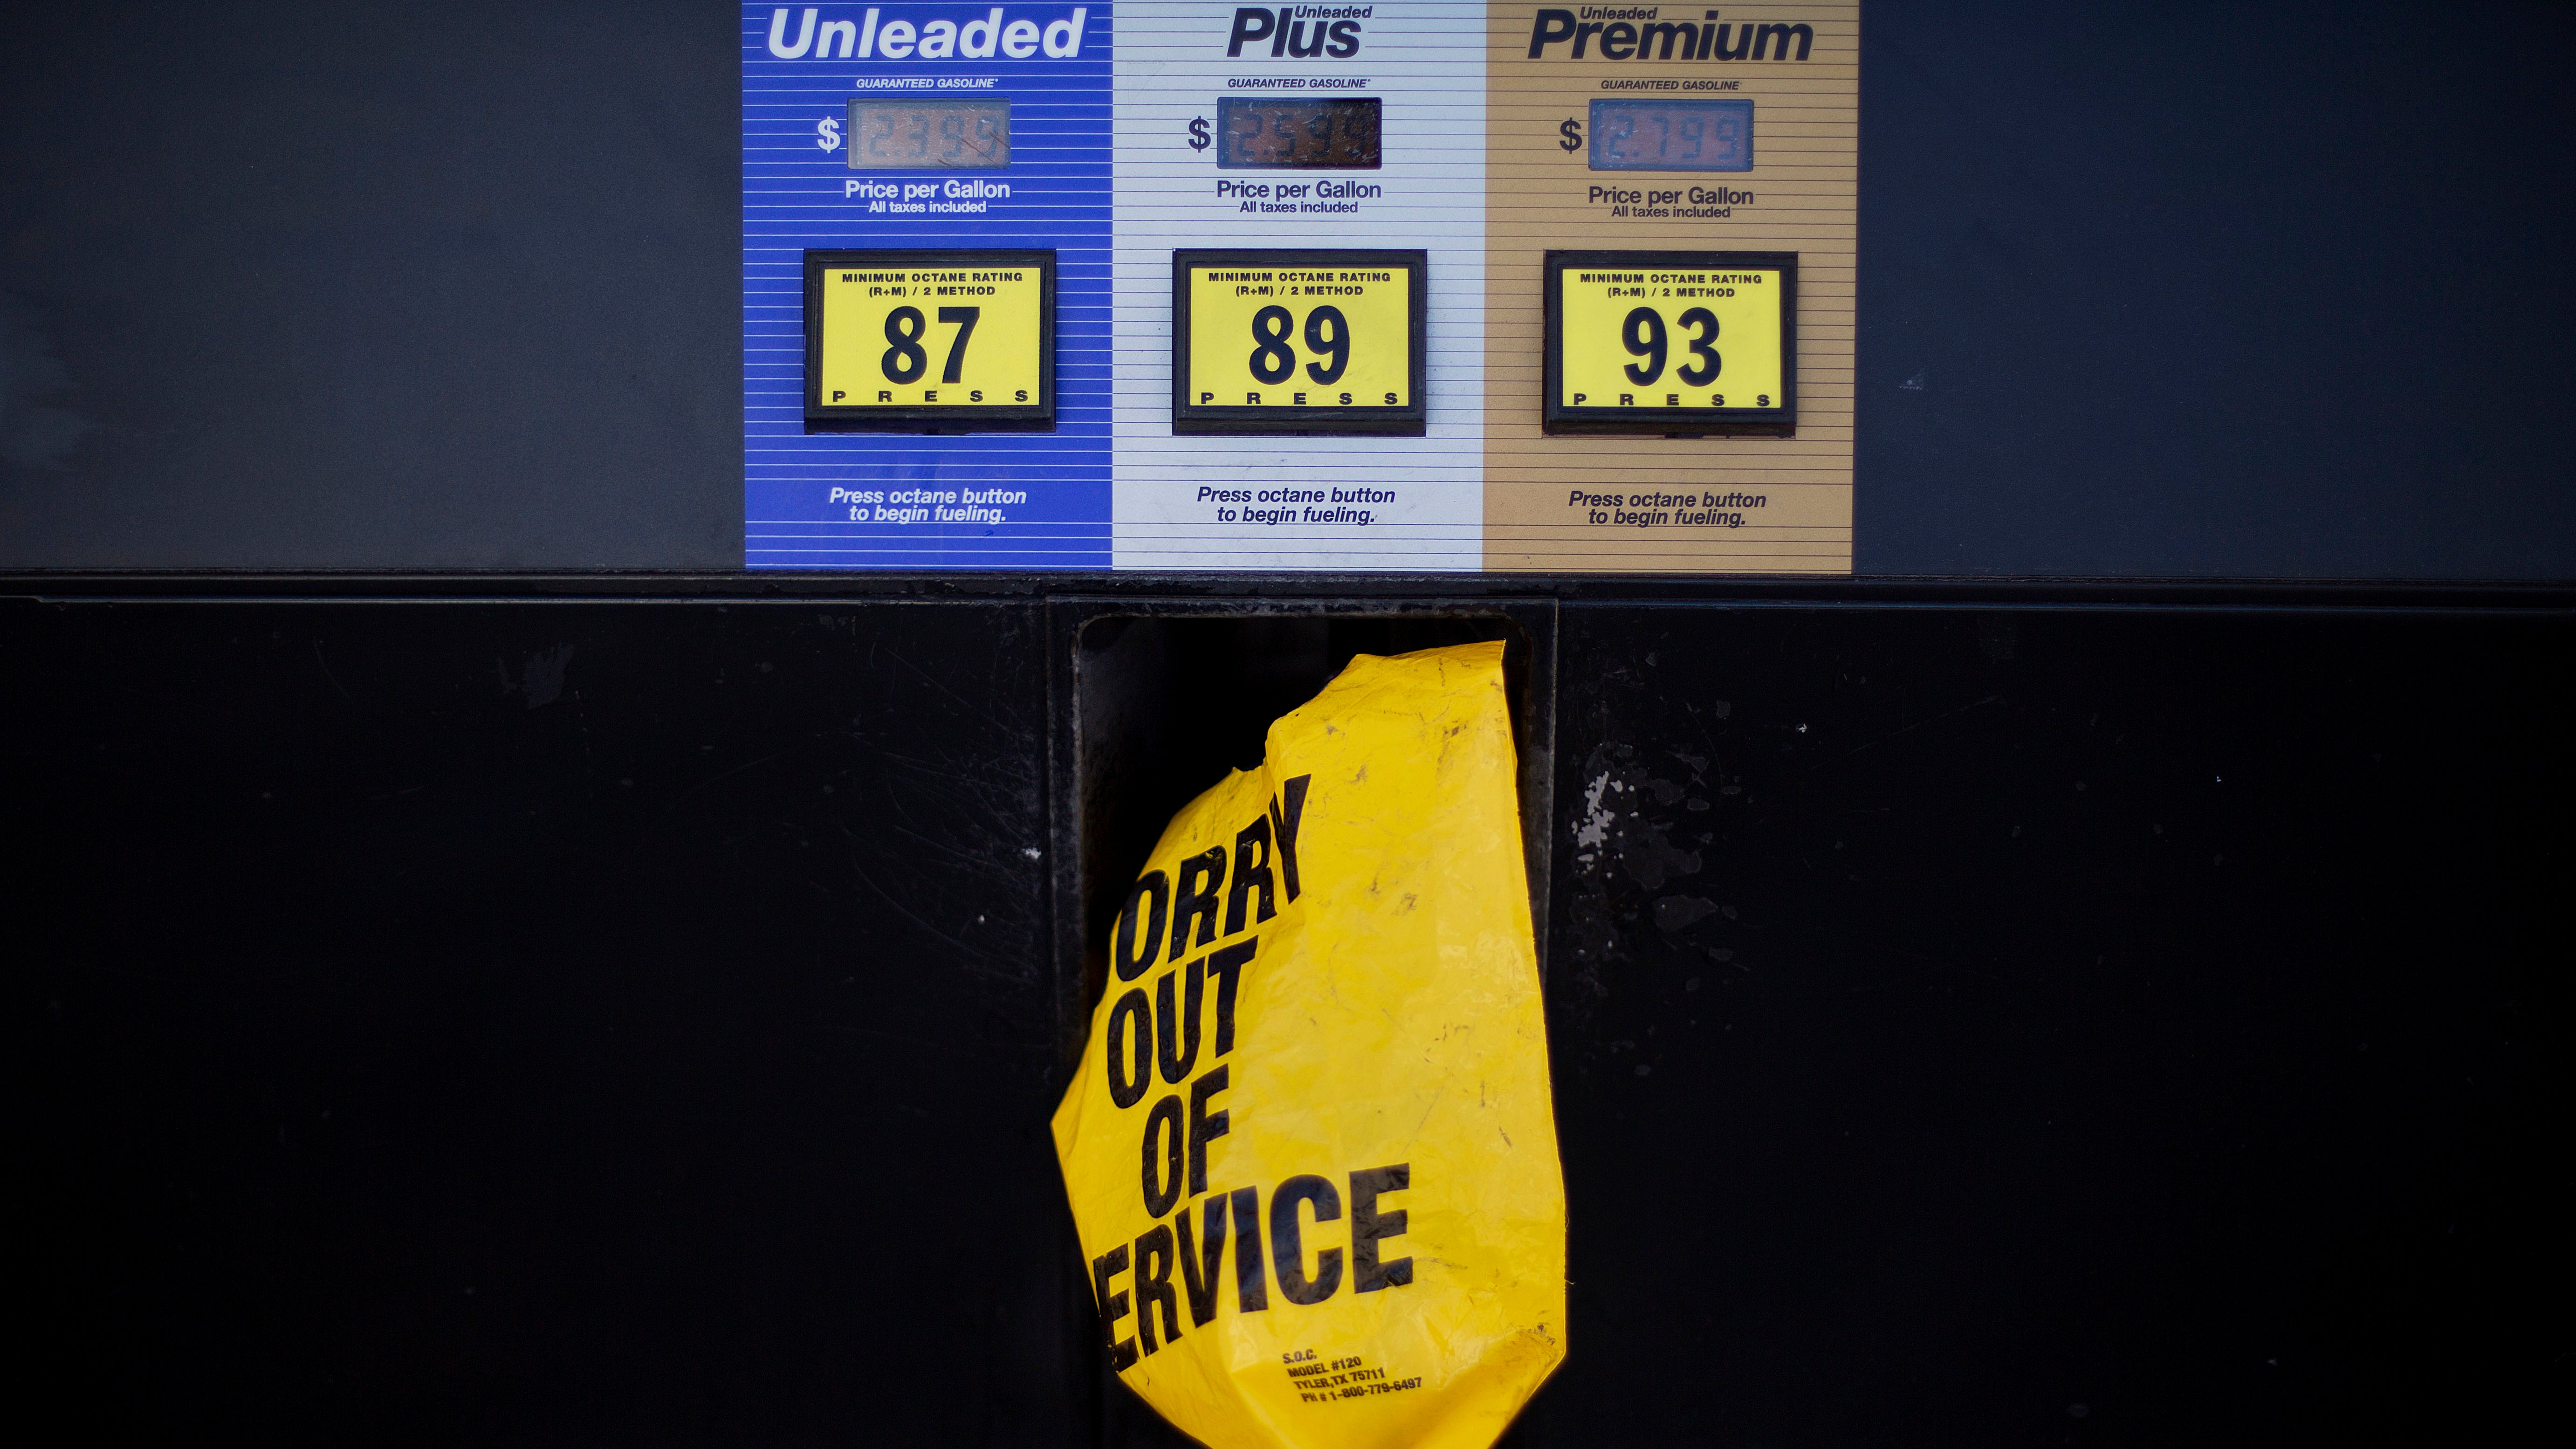 Unleaded
GUARANTEED GASOLINE*
$ 2.399
Price per Gallon
All taxes included
MINIMUM OCTANE RATING
(R+M) / 2 METHOD
87
PRESS
Press octane button
to begin fueling.
Unleaded
Plus
GUARANTEED GASOLINE*
$ 2.599
Price per Gallon
All taxes included
MINIMUM OCTANE RATING
(R+M) / 2 METHOD
89
PRESS
Press octane button
to begin fueling.
Unleaded
Premium
GUARANTEED GASOLINE*
$ 2.799
Price per Gallon
All taxes included
MINIMUM OCTANE RATING
(R+M) / 2 METHOD
93
PRESS
Press octane button
to begin fueling.
ORRY
OUT
OF
ERVICE
S.O.C.
MODEL #120
TYLER,TX 75711
PH # 1-800-779-6497